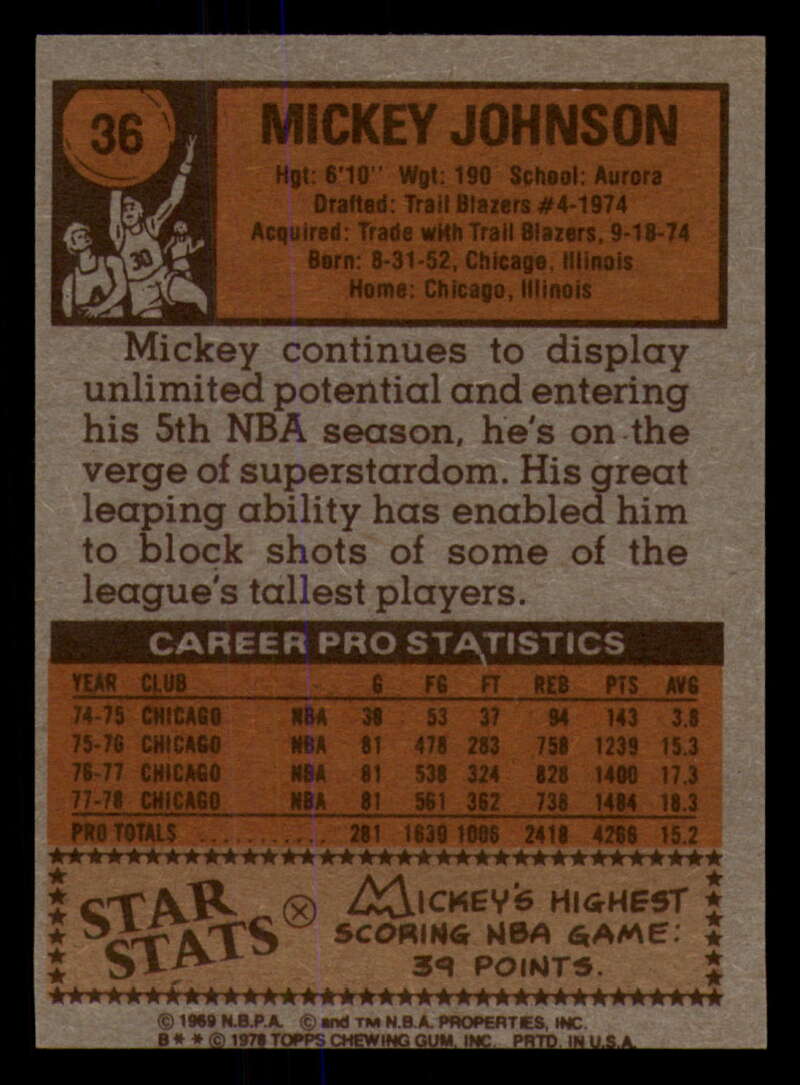 36
MICKEY JOHNSON
Hgt: 6'10" Wgt: 190 School: Aurora
Drafted: Trail Blazers #4-1974
Acquired: Trade with Trail Blazers, 9-18-74
Born: 8-31-52, Chicago, Illinois
Home: Chicago, Illinois
30
Mickey continues to display
unlimited potential and entering
his 5th NBA season, he's on the
verge of superstardom. His great
leaping ability has enabled him
to block shots of some of the
league's tallest players.
CAREER PRO STATISTICS
YEAR CLUB G FG FT REB PTS AVG
74-75 CHICAGO NBA 38 53 37 94 143 3.8
75-76 CHICAGO NBA 81 478 283 758 1239 15.3
76-77 CHICAGO NBA 81 538 324 828 1400 17.3
77-78 CHICAGO NBA 81 561 362 738 1484 18.3
PRO TOTALS ............ 281 1630 1006 2418 4266 15.2
STAR
STATS
MICKEY'S HIGHEST
SCORING NBA GAME:
39 POINTS.
© 1969 N.B.P.A. © and TM N.B.A. PROPERTIES, INC.
B * * © 1978 TOPPS CHEWING GUM, INC. PRTD. IN U.S.A.